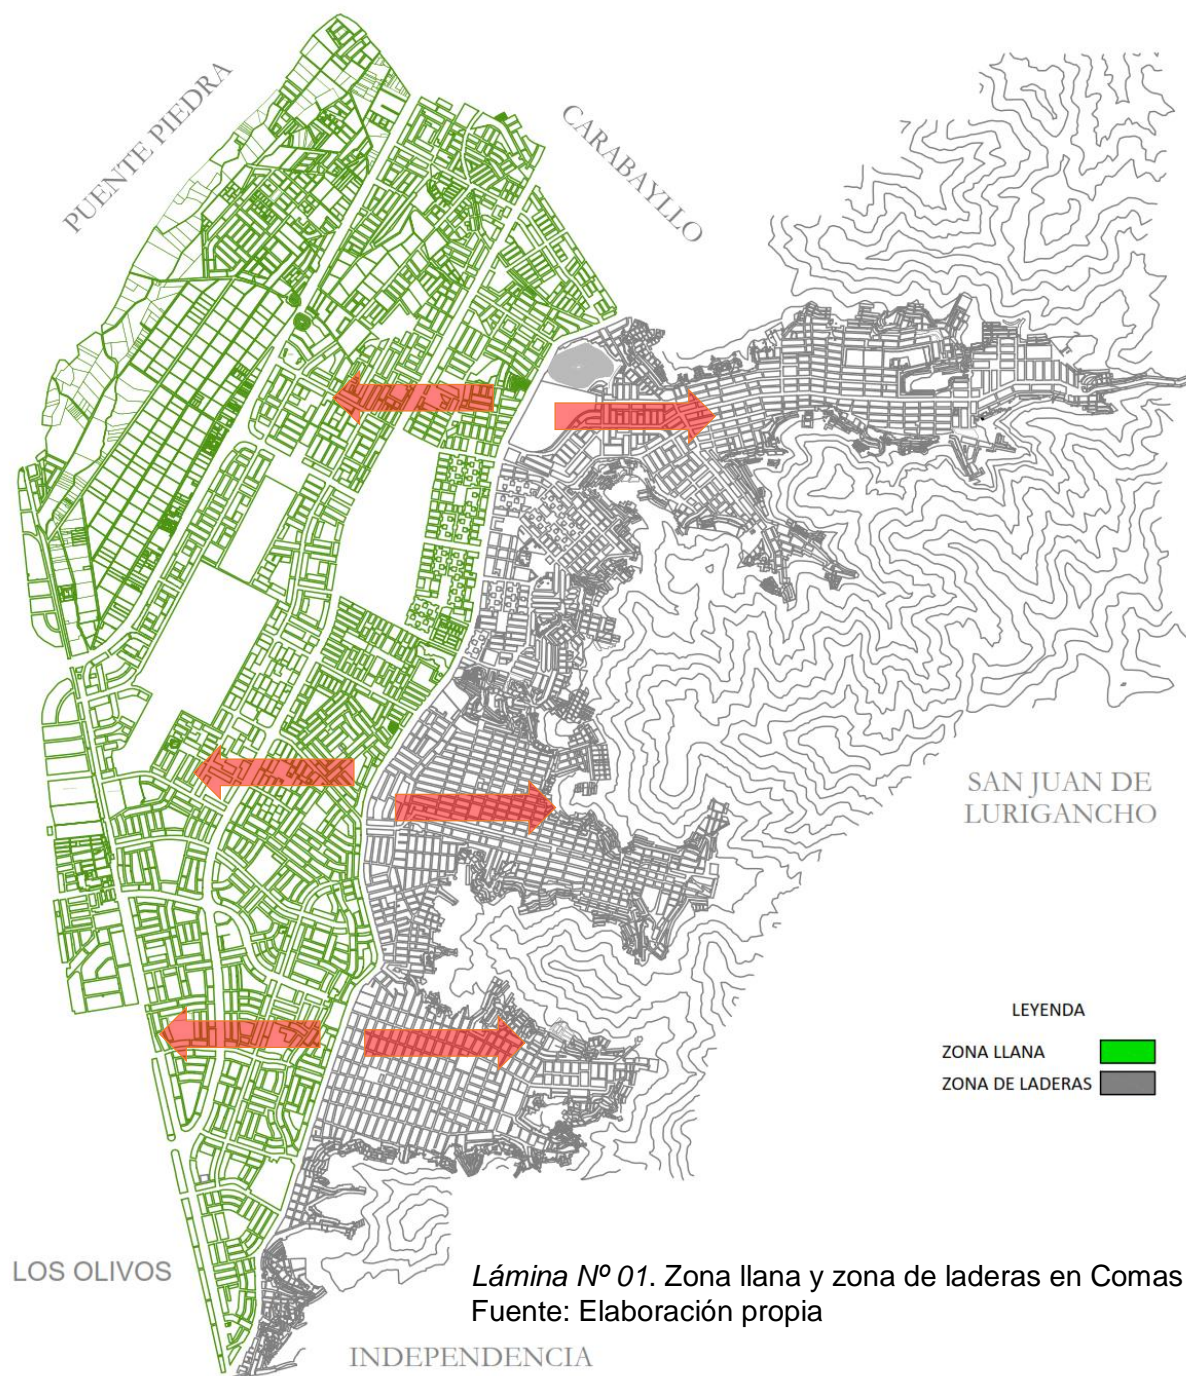 PUENTE PIEDRA
CARABAYLLO
SAN JUAN DE
LURIGANCHO
LEYENDA
ZONA LLANA
ZONA DE LADERAS
LOS OLIVOS
Lámina Nº 01. Zona llana y zona de laderas en Comas
Fuente: Elaboración propia
INDEPENDENCIA